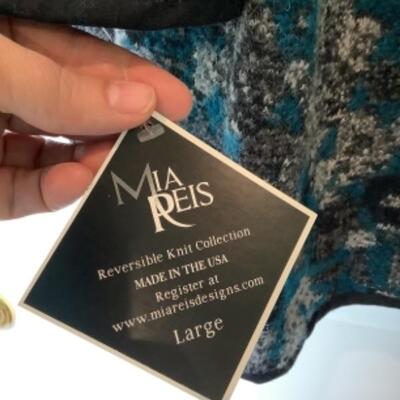 MIA
REIS
Reversible Knit Collection
MADE IN THE USA
Register at
www.miareisdesigns.com
Large